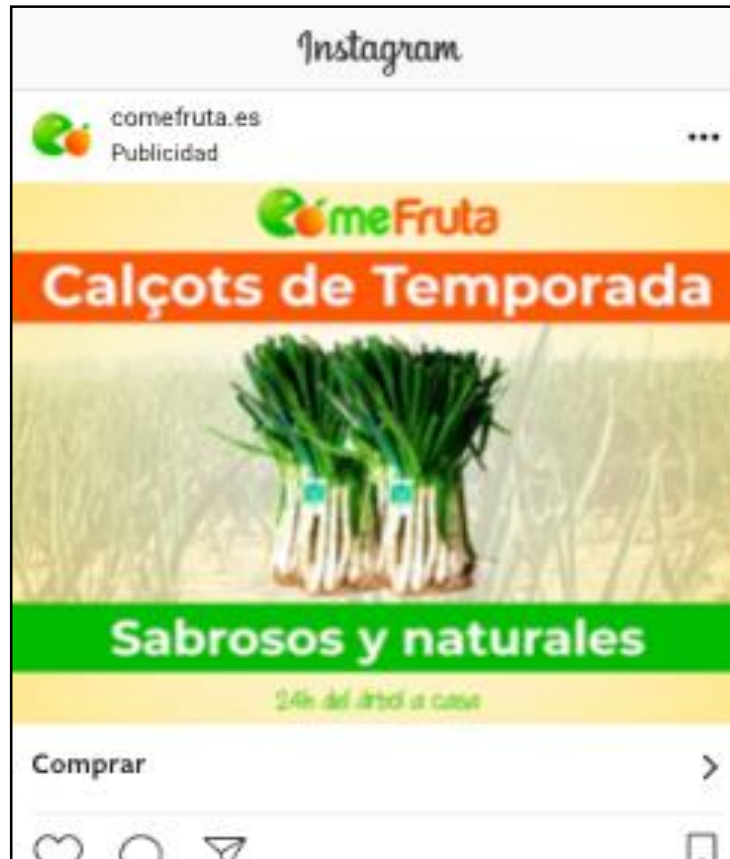 Instagram
comefruta.es
Publicidad
ComeFruta
Calçots de Temporada
Sabrosos y naturales
24h del árbol a casa
Comprar